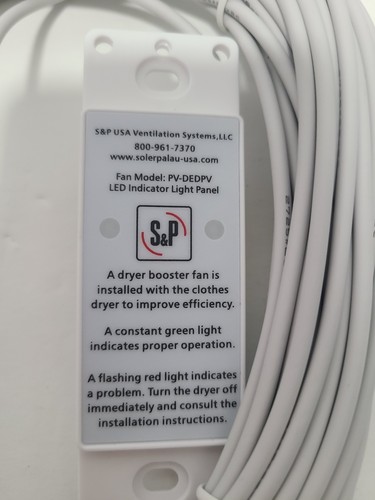 S&P USA Ventilation Systems,LLC
800-961-7370
www.solerpalau-usa.com
Fan Model: PV-DEDPV
LED Indicator Light Panel
S&P
A dryer booster fan is
installed with the clothes
dryer to improve efficiency.
A constant green light
indicates proper operation.
A flashing red light indicates
a problem. Turn the dryer off
immediately and consult the
installation instructions.